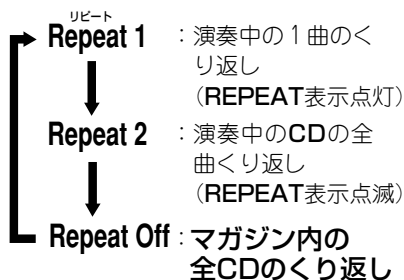 リピート
Repeat 1 ：演奏中の1曲のく
り返し
（REPEAT表示点灯）
Repeat 2 ：演奏中のCDの全
曲くり返し
（REPEAT表示点滅）
Repeat Off：マガジン内の
全CDのくり返し